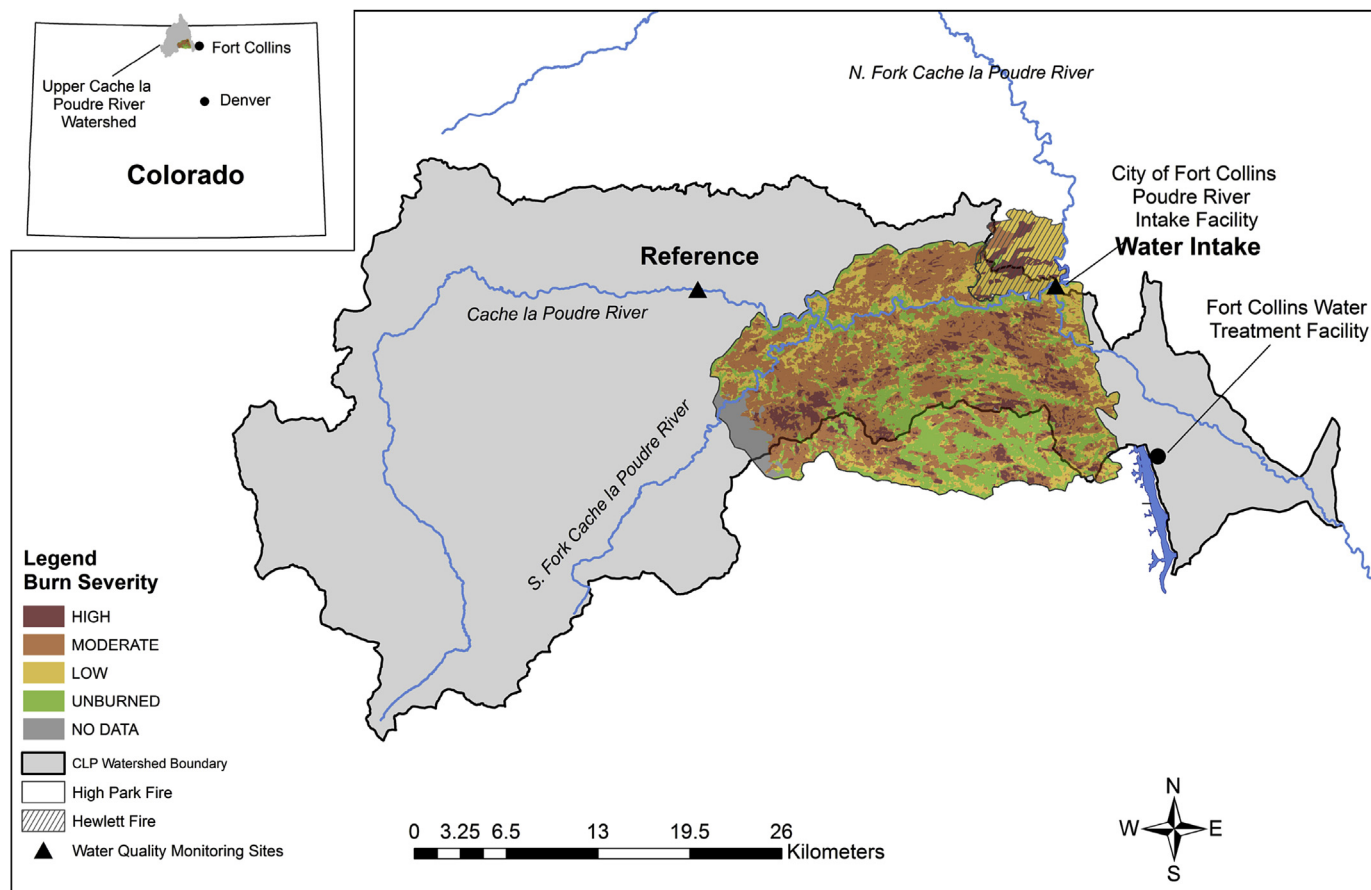 Fort Collins
Upper Cache la
Poudre River
Watershed
Denver
Colorado
N. Fork Cache la Poudre River
City of Fort Collins
Poudre River
Intake Facility
Water Intake
Reference
Cache la Poudre River
Fort Collins Water
Treatment Facility
S. Fork Cache la Poudre River
Legend
Burn Severity
HIGH
MODERATE
LOW
UNBURNED
NO DATA
CLP Watershed Boundary
High Park Fire
Hewlett Fire
Water Quality Monitoring Sites
0 3.25 6.5 13 19.5 26
Kilometers
N
W E
S